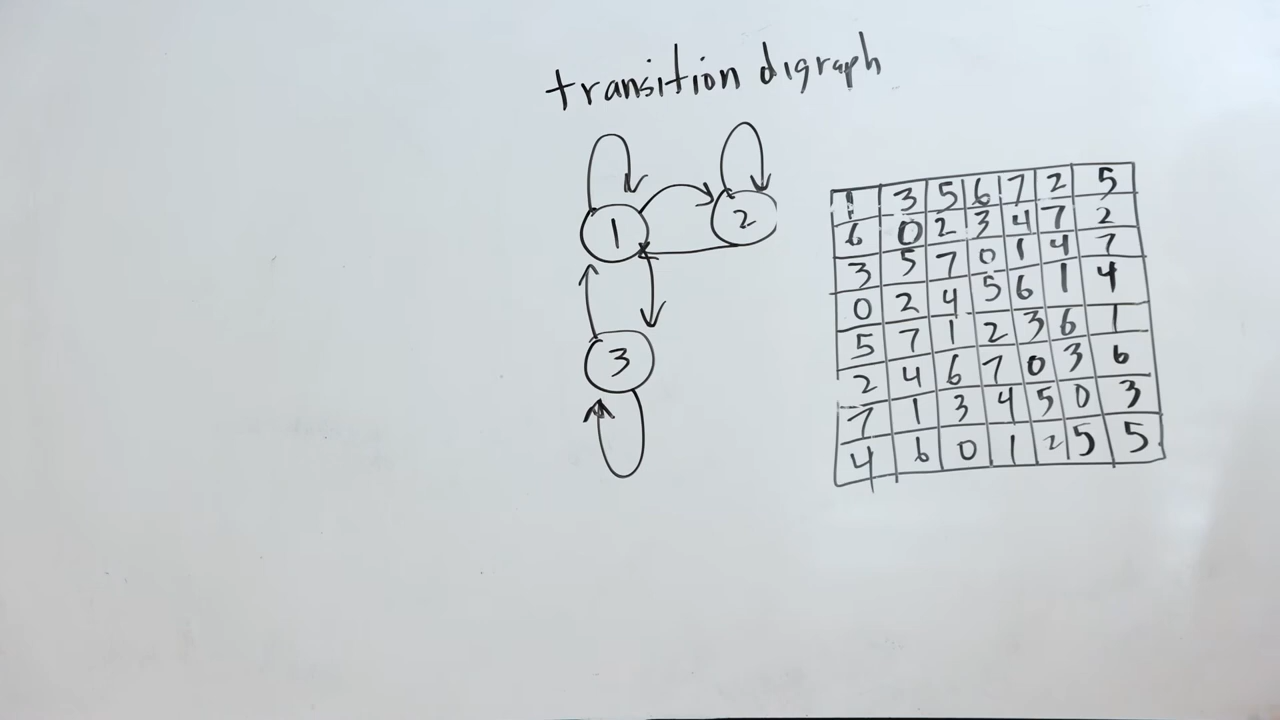 transition digraph
1 2
3
1 3 5 6 7 2 5
6 0 2 3 4 7 2
3 5 7 0 1 4 7
0 2 4 5 6 1 4
5 7 1 2 3 6 1
2 4 6 7 0 3 6
7 1 3 4 5 0 3
4 6 0 1 2 5 5